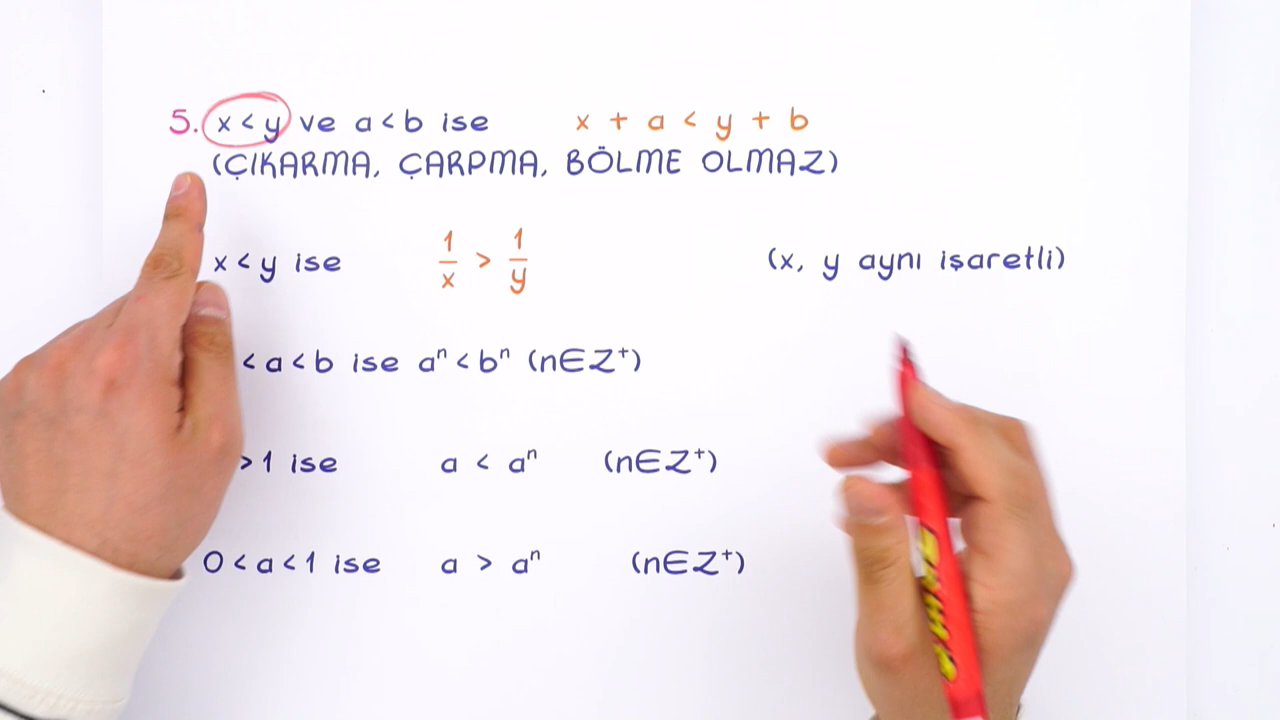 5. x < y ve a < b ise x + a < y + b
(ÇIKARMA, ÇARPMA, BÖLME OLMAZ)
x < y ise 1/x > 1/y (x, y aynı işaretli)
< a < b ise aⁿ < bⁿ (n∈Z⁺)
> 1 ise a < aⁿ (n∈Z⁺)
0 < a < 1 ise a > aⁿ (n∈Z⁺)